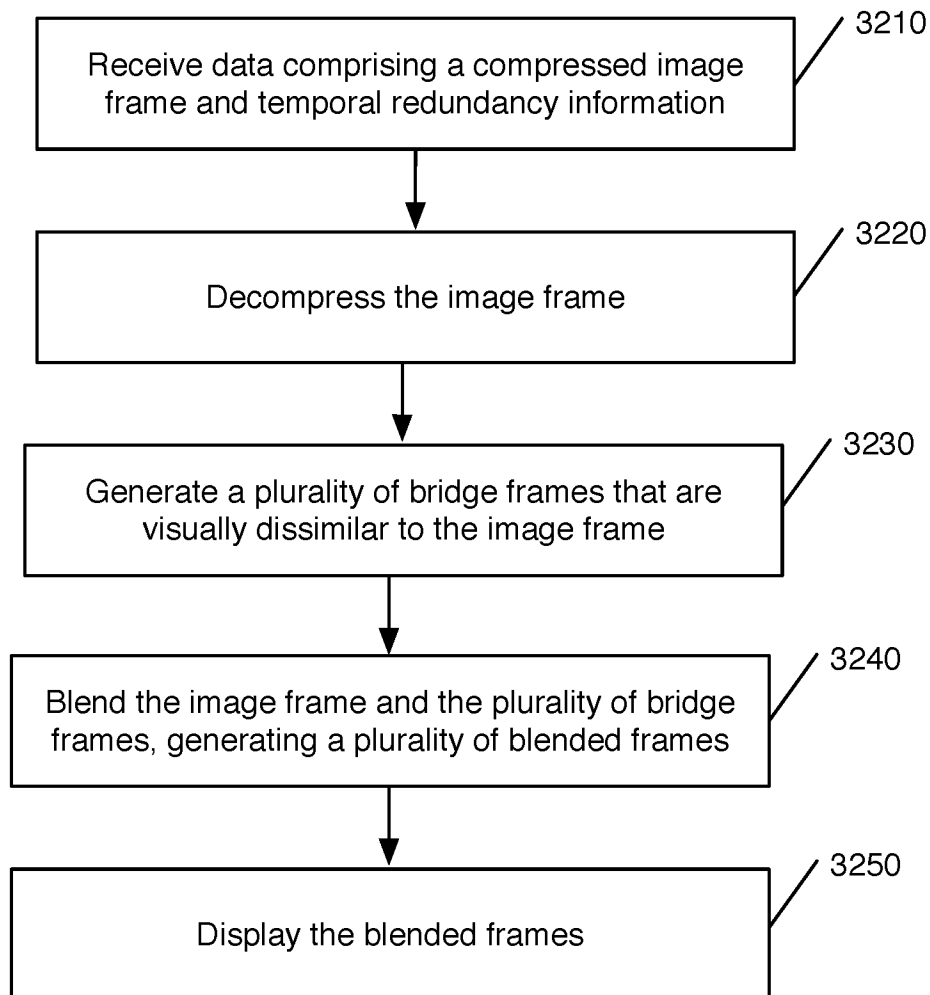 3210
Receive data comprising a compressed image
frame and temporal redundancy information
3220
Decompress the image frame
3230
Generate a plurality of bridge frames that are
visually dissimilar to the image frame
3240
Blend the image frame and the plurality of bridge
frames, generating a plurality of blended frames
3250
Display the blended frames